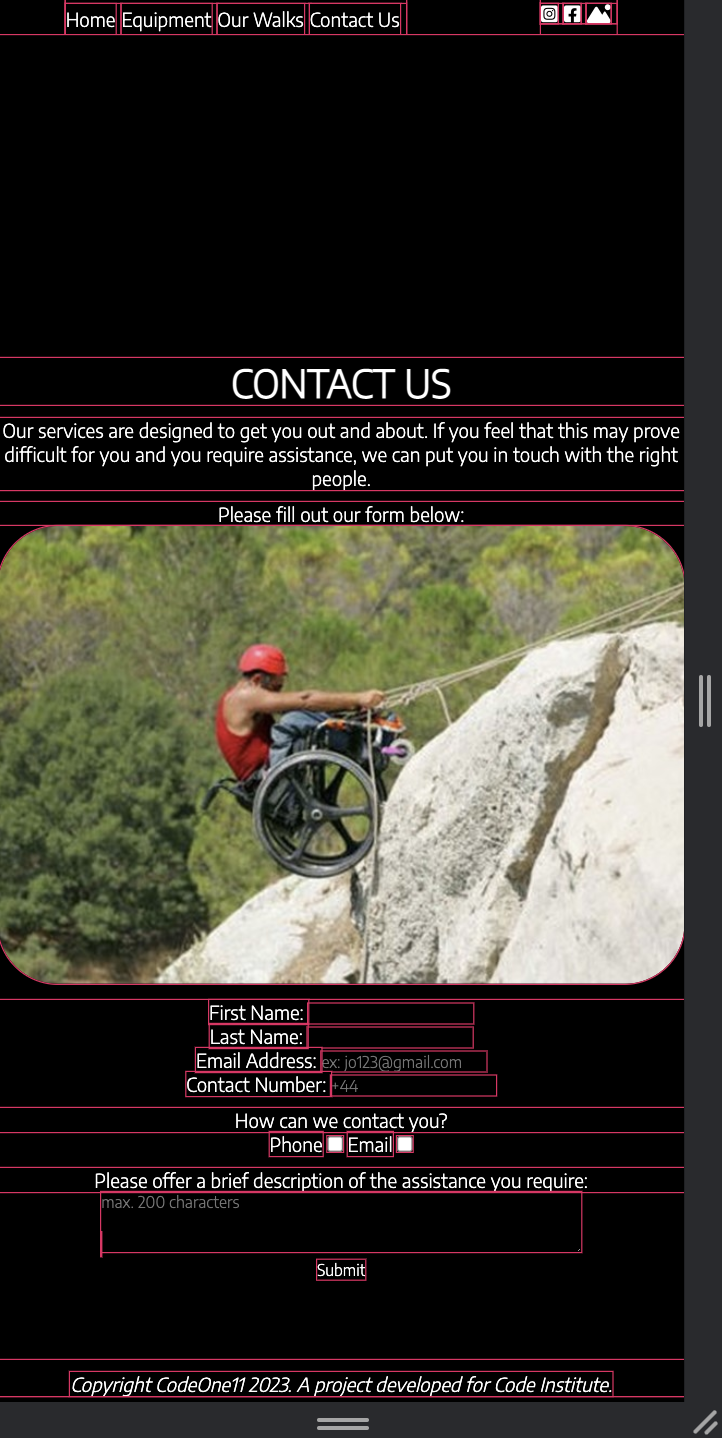 Home Equipment Our Walks Contact Us
CONTACT US
Our services are designed to get you out and about. If you feel that this may prove
difficult for you and you require assistance, we can put you in touch with the right
people.
Please fill out our form below:
First Name:
Last Name:
Email Address: ex: jo123@gmail.com
Contact Number: +44
How can we contact you?
Phone Email
Please offer a brief description of the assistance you require:
max. 200 characters
Submit
Copyright CodeOne11 2023. A project developed for Code Institute.